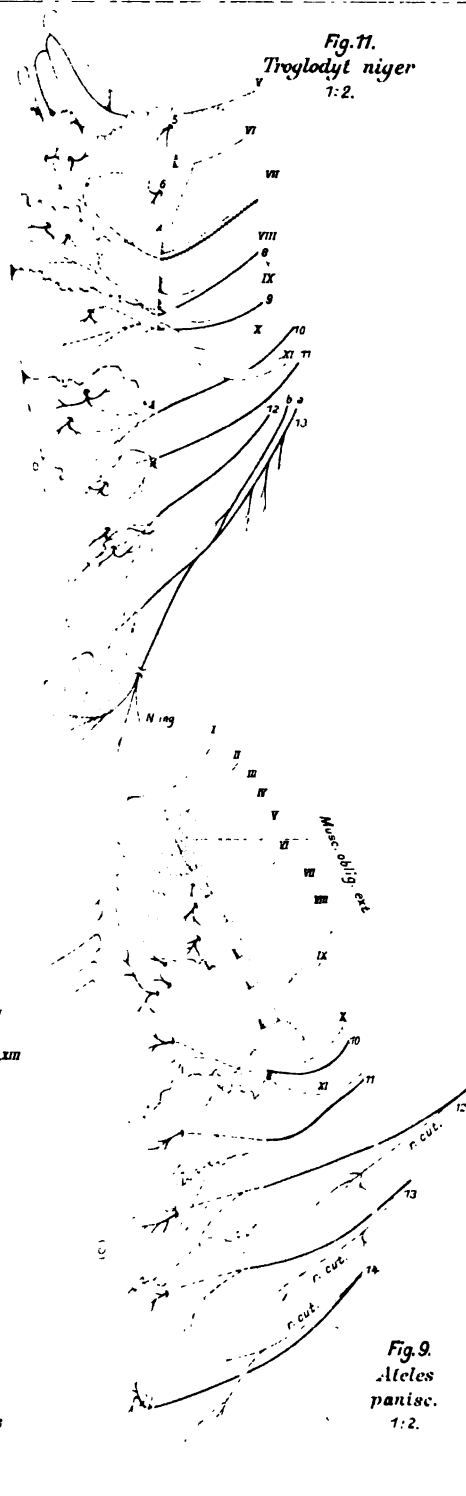 Fig. 11.
Troglodyt niger
1:2.
V
5
VI
6
VII
VIII
8
IX
9
X
10
XI 11
12
b a
13
N ing
I
II
III
IV
V
VI
Musc. obliq. ext
VII
VIII
IX
X
10
XIII
XI
11
12
r. cut.
13
r. cut.
14
r. cut.
Fig. 9.
Ateles
panisc.
1:2.